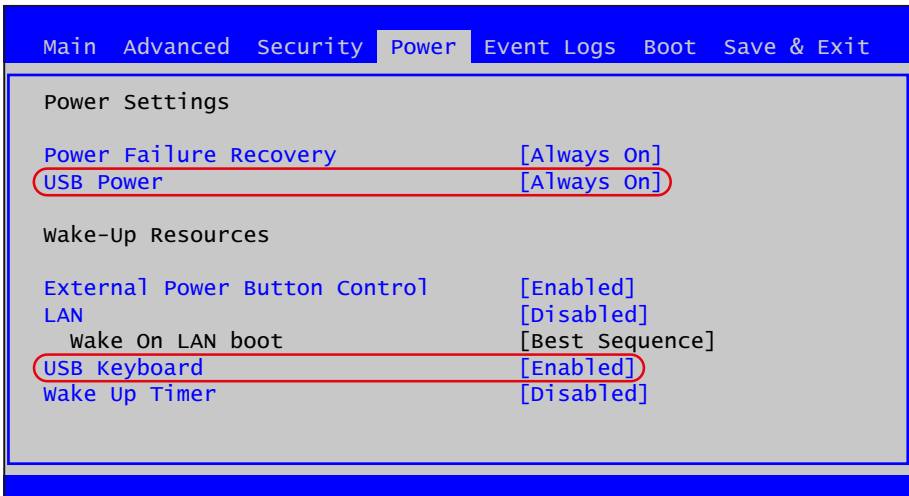 Main Advanced Security Power Event Logs Boot Save & Exit
Power Settings
Power Failure Recovery [Always On]
USB Power [Always On]
Wake-Up Resources
External Power Button Control [Enabled]
LAN [Disabled]
Wake On LAN boot [Best Sequence]
USB Keyboard [Enabled]
Wake Up Timer [Disabled]